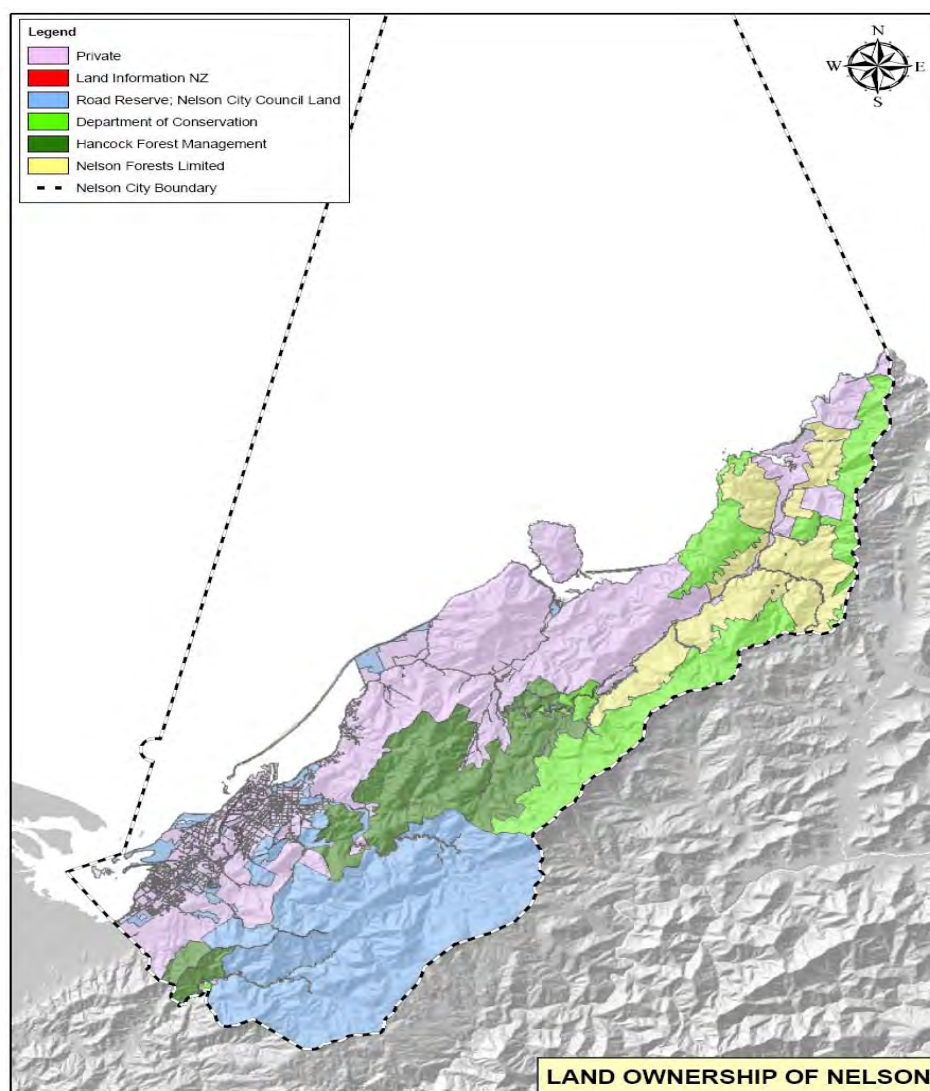 Legend
Private
Land Information NZ
Road Reserve; Nelson City Council Land
Department of Conservation
Hancock Forest Management
Nelson Forests Limited
Nelson City Boundary
N
W E
S
LAND OWNERSHIP OF NELSON